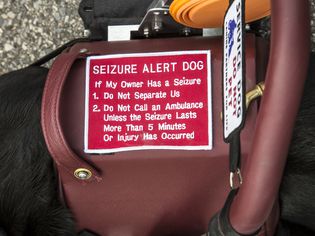 SEIZURE ALERT DOG
If My Owner Has a Seizure
1. Do Not Separate Us
2. Do Not Call an Ambulance
Unless the Seizure Lasts
More Than 5 Minutes
Or Injury Has Occurred